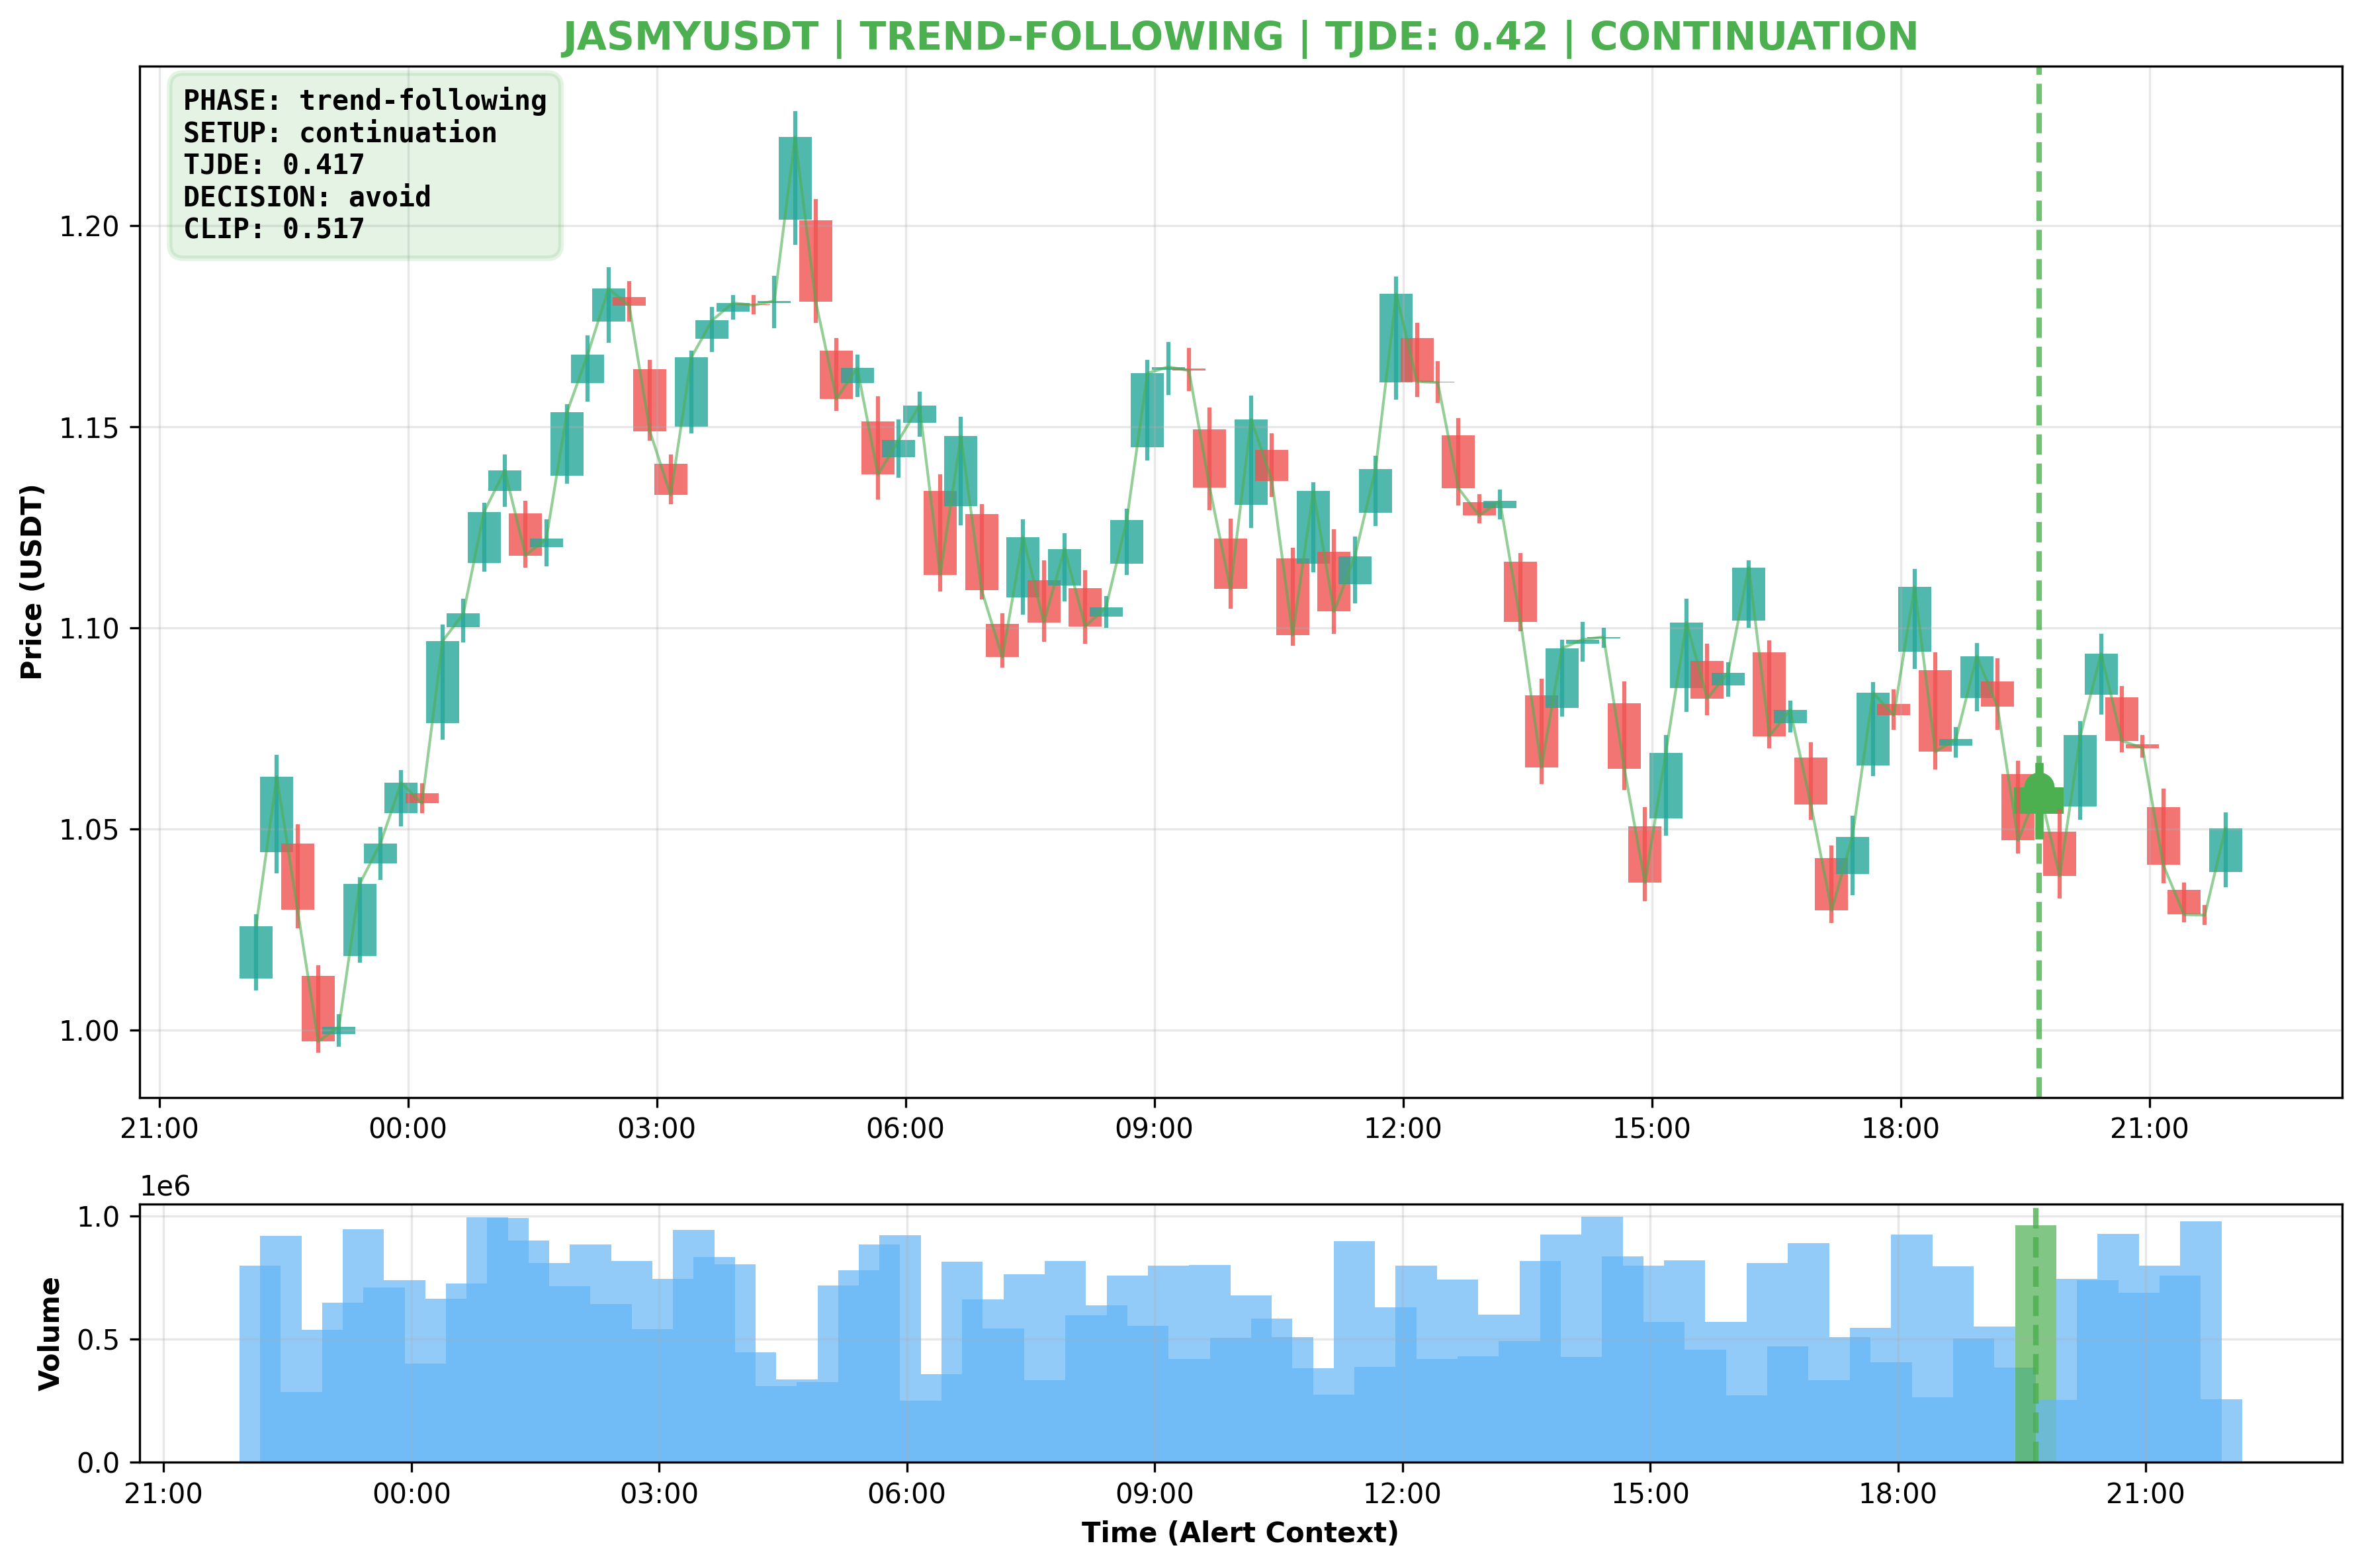 JASMYUSDT | TREND-FOLLOWING | TJDE: 0.42 | CONTINUATION
PHASE: trend-following
SETUP: continuation
TJDE: 0.417
DECISION: avoid
CLIP: 0.517
Price (USDT)
1.20
1.15
1.10
1.05
1.00
21:00 00:00 03:00 06:00 09:00 12:00 15:00 18:00 21:00
1e6
Volume
1.0
0.5
0.0
21:00 00:00 03:00 06:00 09:00 12:00 15:00 18:00 21:00
Time (Alert Context)